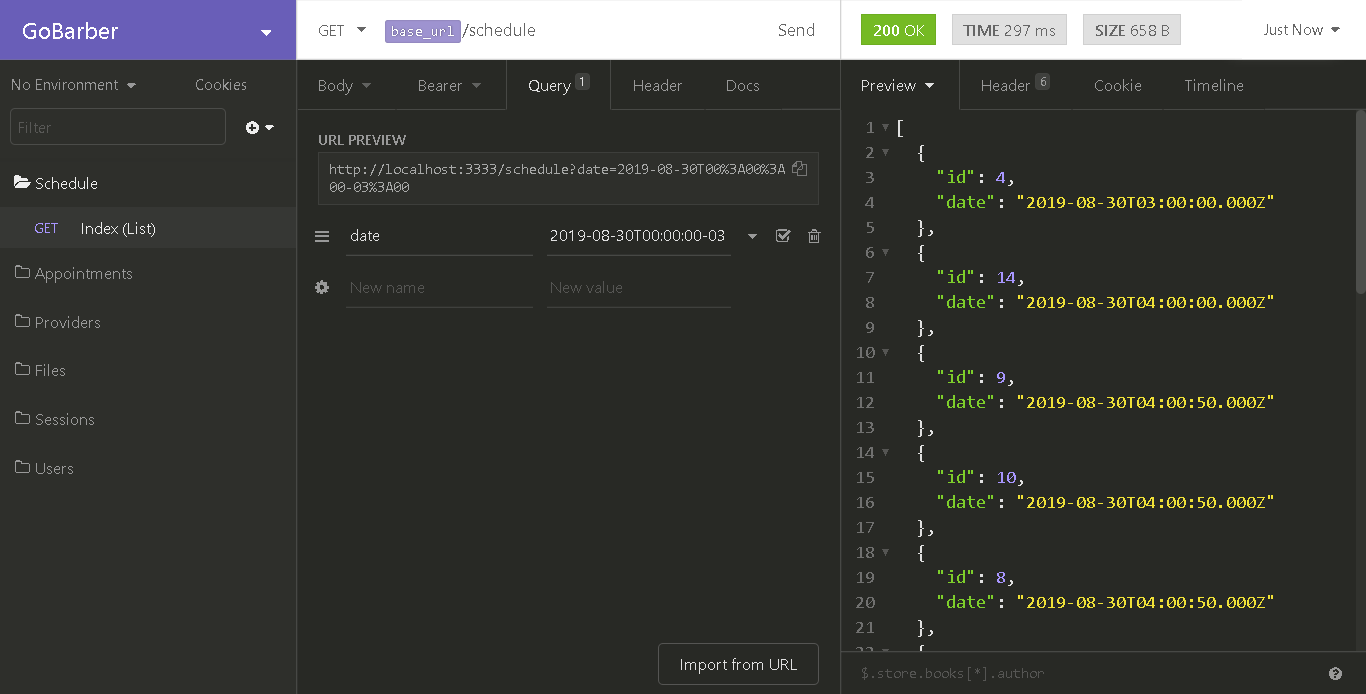 GoBarber
No Environment
Cookies
Filter
Schedule
GET Index (List)
Appointments
Providers
Files
Sessions
Users
GET base_url/schedule Send
Body Bearer Query 1 Header Docs
URL PREVIEW
http://localhost:3333/schedule?date=2019-08-30T00%3A00%3A
00-03%3A00
date 2019-08-30T00:00:00-03
New name New value
Import from URL
200 OK TIME 297 ms SIZE 658 B Just Now
Preview Header 6 Cookie Timeline
1 [
2 {
3 "id": 4,
4 "date": "2019-08-30T03:00:00.000Z"
5 },
6 {
7 "id": 14,
8 "date": "2019-08-30T04:00:00.000Z"
9 },
10 {
11 "id": 9,
12 "date": "2019-08-30T04:00:50.000Z"
13 },
14 {
15 "id": 10,
16 "date": "2019-08-30T04:00:50.000Z"
17 },
18 {
19 "id": 8,
20 "date": "2019-08-30T04:00:50.000Z"
21 },
22 {
$.store.books[*].author